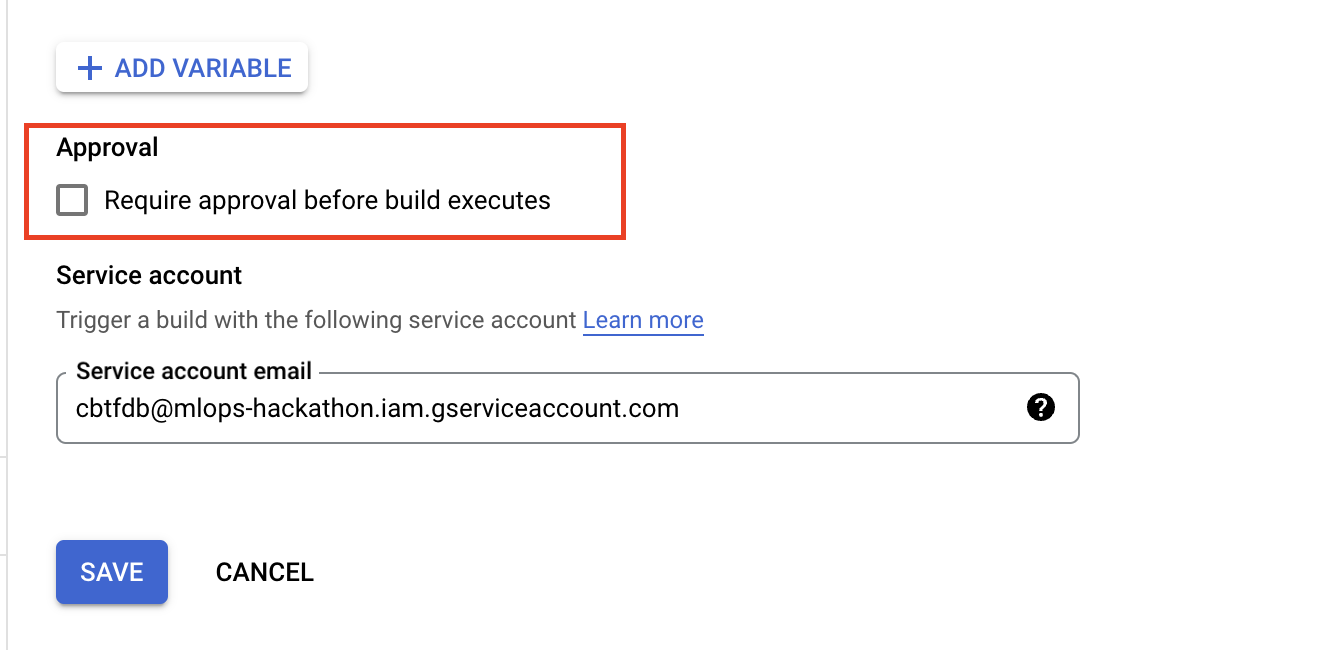 ADD VARIABLE
Approval
Require approval before build executes
Service account
Trigger a build with the following service account Learn more
Service account email
cbtfdb@mlops-hackathon.iam.gserviceaccount.com
SAVE CANCEL